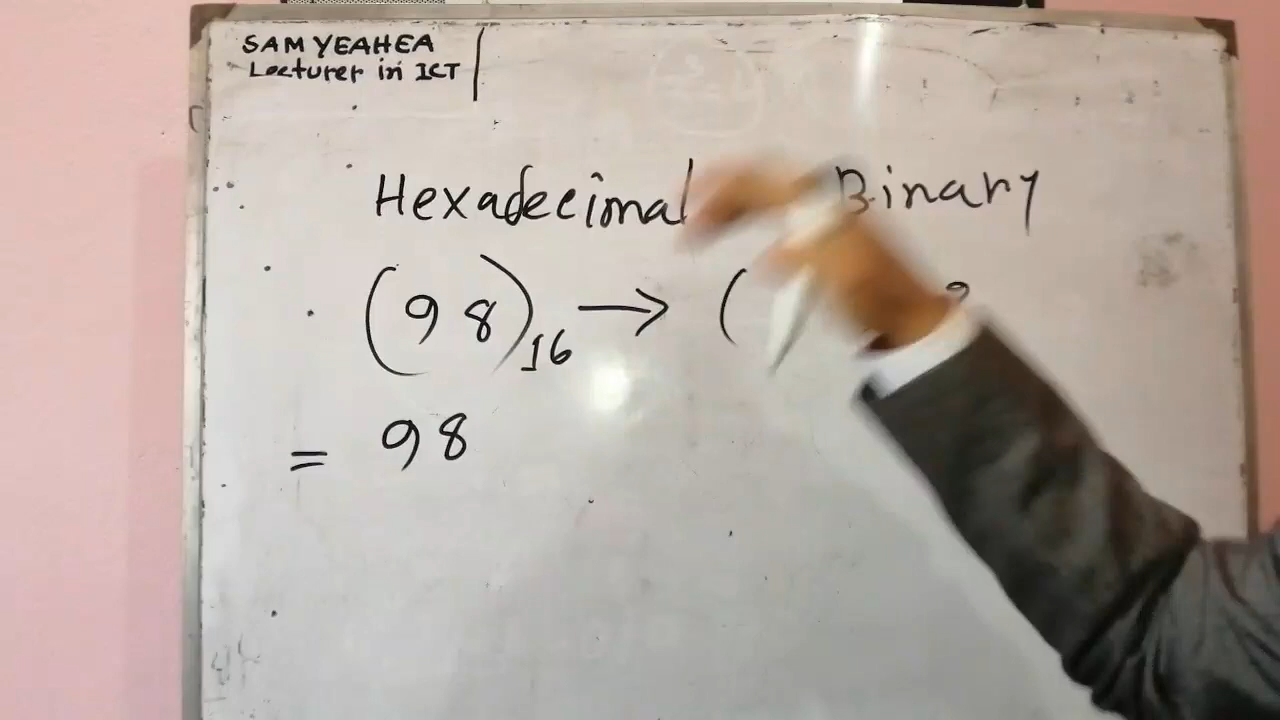 SAM YEAHEA
Lecturer in ICT
Hexadecimal Binary
(98)16 → (
= 98